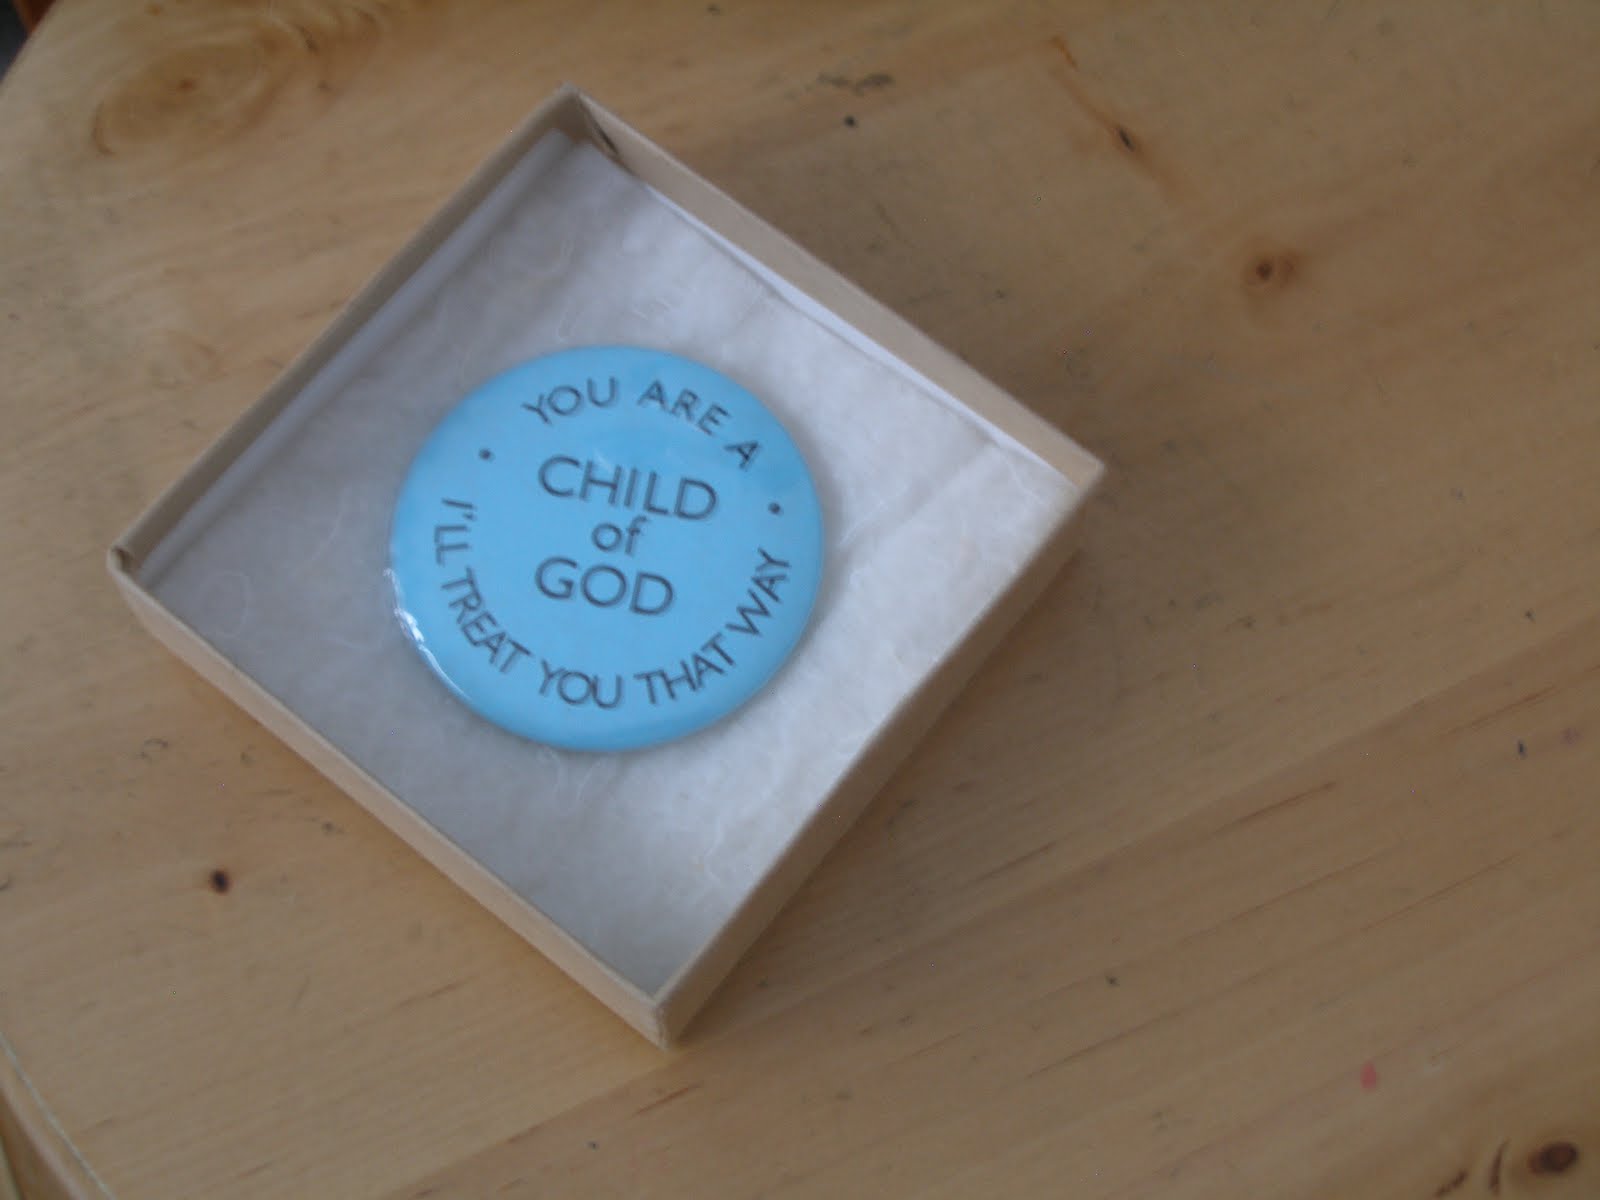 YOU ARE A
CHILD
of
GOD
I'LL TREAT YOU THAT WAY